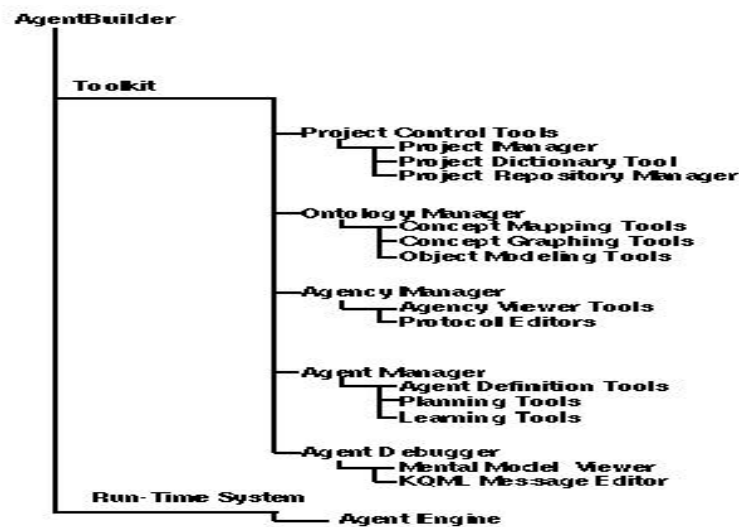 AgentBuilder
Toolkit
Project Control Tools
Project Manager
Project Dictionary Tool
Project Repository Manager
Ontology Manager
Concept Mapping Tools
Concept Graphing Tools
Object Modeling Tools
Agency Manager
Agency Viewer Tools
Protocol Editors
Agent Manager
Agent Definition Tools
Planning Tools
Learning Tools
Agent Debugger
Mental Model Viewer
KQML Message Editor
Run-Time System
Agent Engine